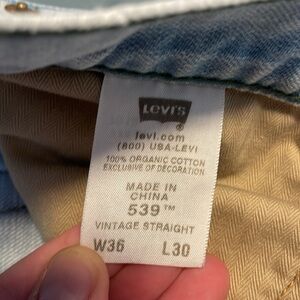 Levi's
levi.com
(800) USA-LEVI
100% ORGANIC COTTON
EXCLUSIVE OF DECORATION
MADE IN
CHINA
539™
VINTAGE STRAIGHT
W36 L30